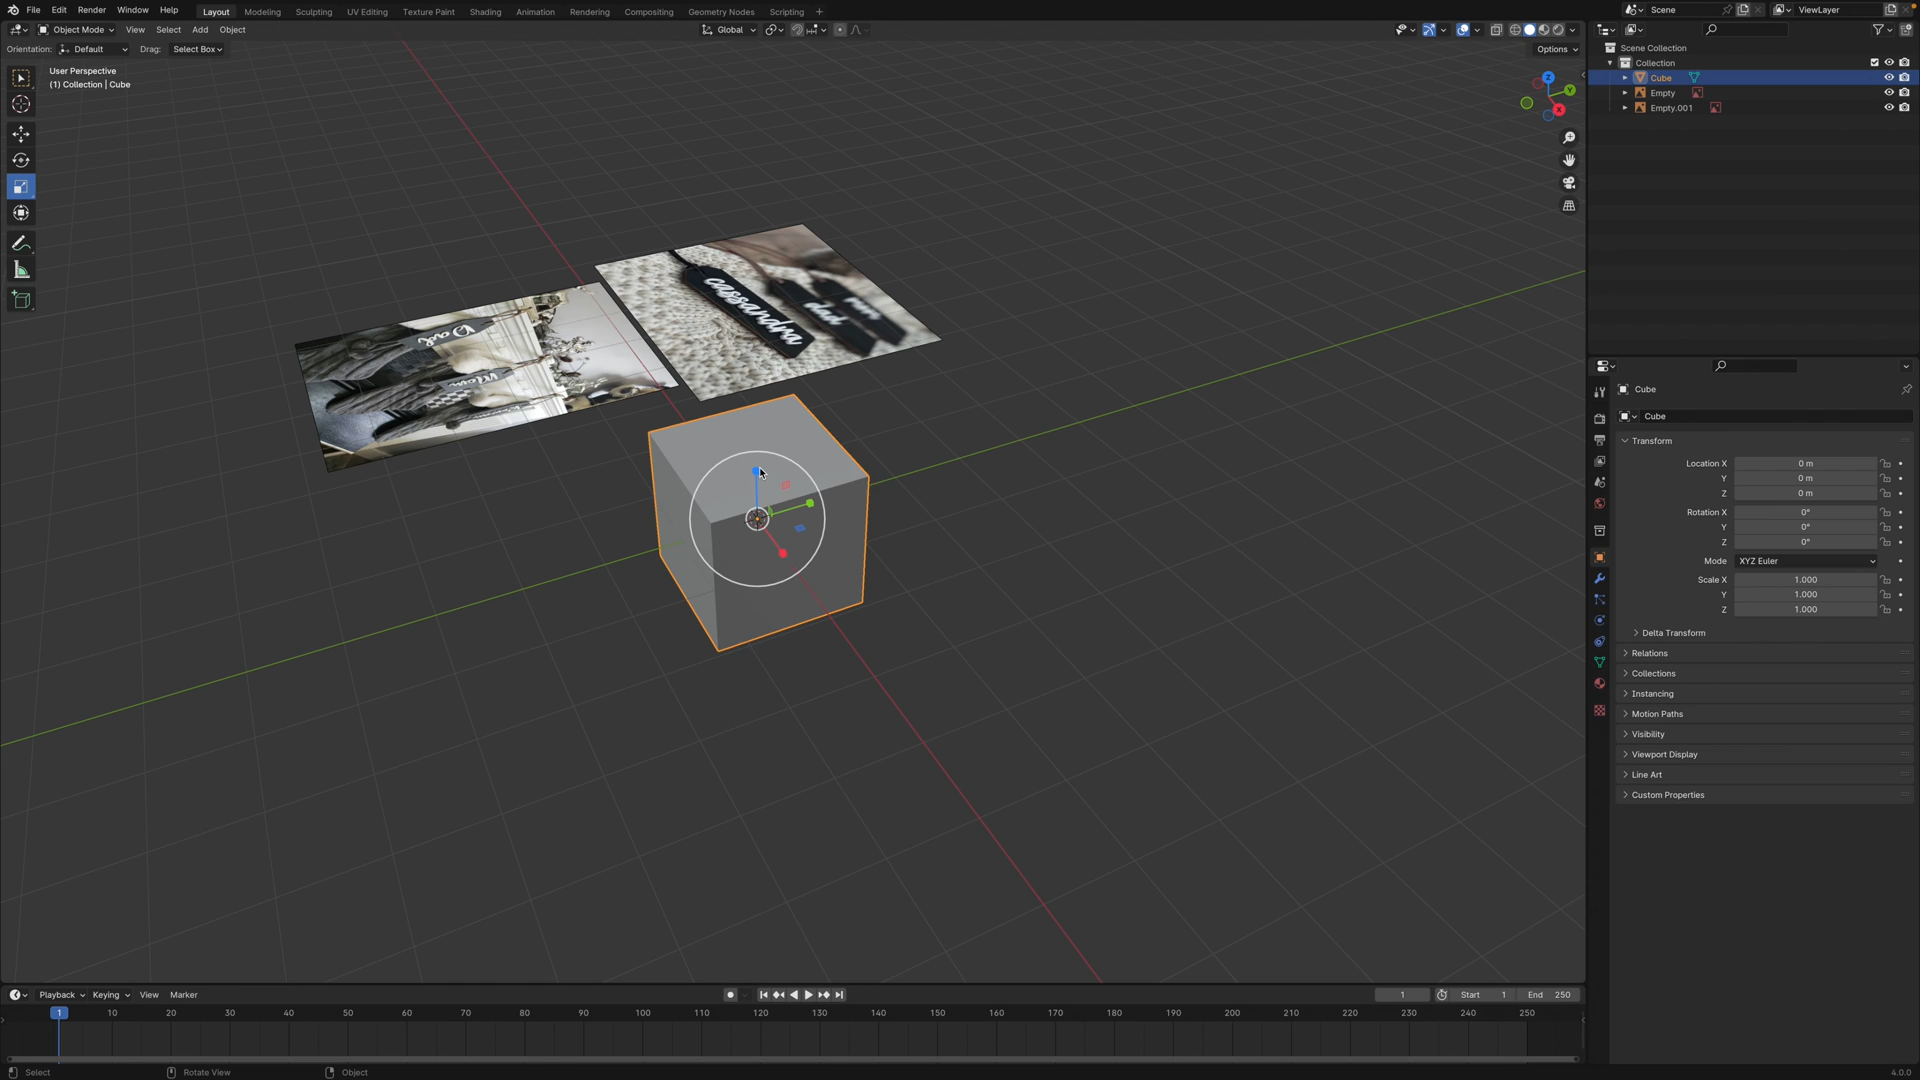 File Edit Render Window Help Layout Modeling Sculpting UV Editing Texture Paint Shading Animation Rendering Compositing Geometry Nodes Scripting + Scene ViewLayer
Object Mode View Select Add Object Global
Orientation: Default Drag: Select Box Options
User Perspective
(1) Collection | Cube
Z
Y
X
cassandra
dad
Scene Collection
Collection
Cube
Empty
Empty.001
Cube
Cube
Transform
Location X 0 m
Y 0 m
Z 0 m
Rotation X 0°
Y 0°
Z 0°
Mode XYZ Euler
Scale X 1.000
Y 1.000
Z 1.000
Delta Transform
Relations
Collections
Instancing
Motion Paths
Visibility
Viewport Display
Line Art
Custom Properties
Playback Keying View Marker 1 Start 1 End 250
1 10 20 30 40 50 60 70 80 90 100 110 120 130 140 150 160 170 180 190 200 210 220 230 240 250
Select Rotate View Object 4.0.0